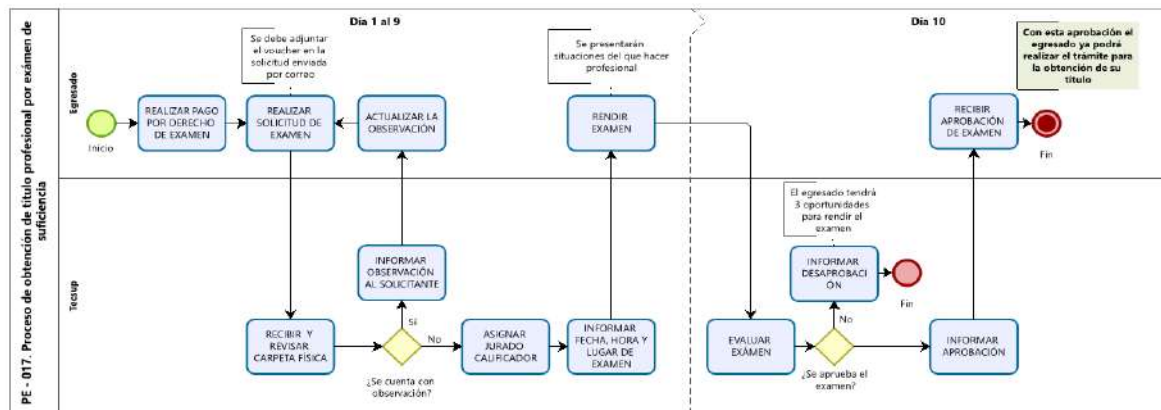 PE - 017. Proceso de obtención de título profesional por exámen de
suficiencia
Día 1 al 9
Día 10
Egresado
Tecsup
Se debe adjuntar
el voucher en la
solicitud enviada
por correo
Se presentarán
situaciones del que hacer
profesional
Con esta aprobación el
egresado ya podrá
realizar el trámite para
la obtención de su
título
Inicio
REALIZAR PAGO
POR DERECHO
DE EXAMEN
REALIZAR
SOLICITUD DE
EXAMEN
ACTUALIZAR LA
OBSERVACIÓN
RENDIR
EXAMEN
RECIBIR
APROBACIÓN
DE EXÁMEN
Fin
El egresado tendrá
3 oportunidades
para rendir el
examen
INFORMAR
OBSERVACIÓN
AL SOLICITANTE
INFORMAR
DESAPROBACI
ÓN
Fin
Sí
No
RECIBIR Y
REVISAR
CARPETA FÍSICA
¿Se cuenta con
observación?
No
ASIGNAR
JURADO
CALIFICADOR
INFORMAR
FECHA, HORA Y
LUGAR DE
EXAMEN
EVALUAR
EXÁMEN
¿Se aprueba el
examen?
INFORMAR
APROBACIÓN